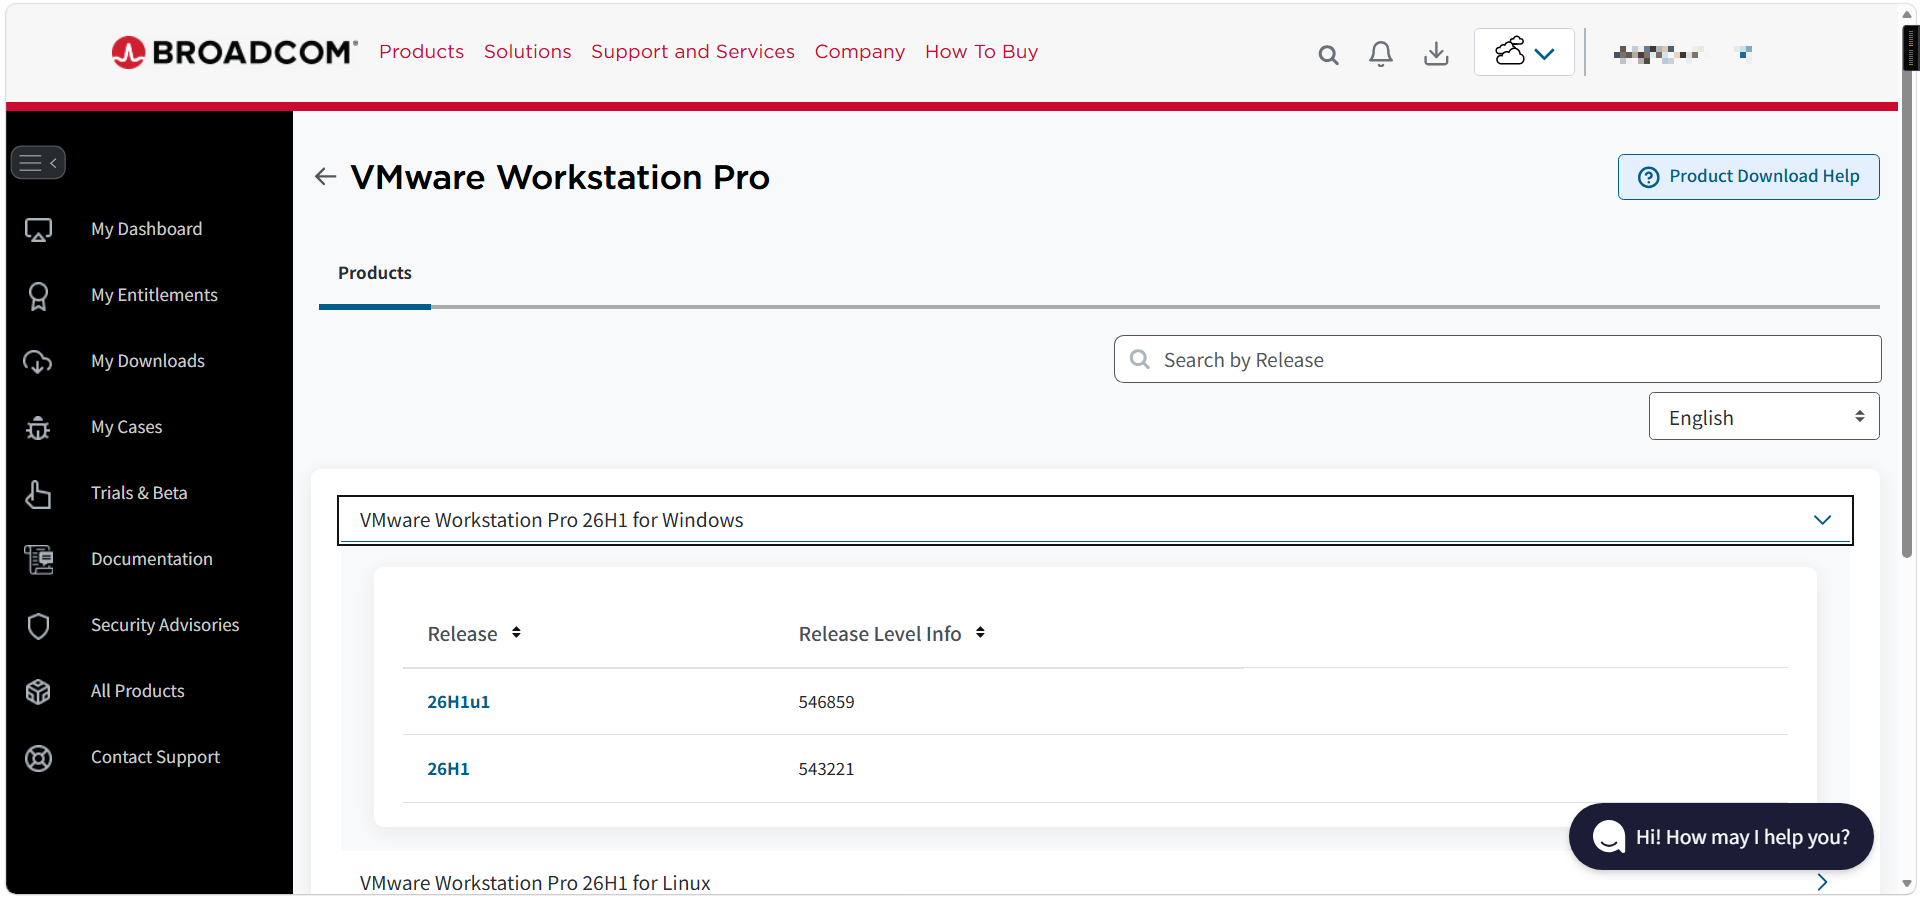 BROADCOM® Products Solutions Support and Services Company How To Buy
VMware Workstation Pro
Product Download Help
My Dashboard
My Entitlements
My Downloads
My Cases
Trials & Beta
Documentation
Security Advisories
All Products
Contact Support
Products
Search by Release
English
VMware Workstation Pro 26H1 for Windows
Release Release Level Info
26H1u1 546859
26H1 543221
Hi! How may I help you?
VMware Workstation Pro 26H1 for Linux